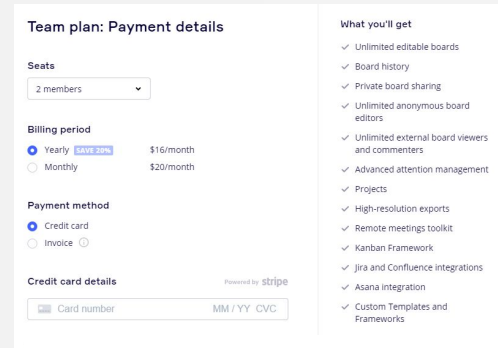 Team plan: Payment details
Seats
2 members
Billing period
Yearly SAVE 20% $16/month
Monthly $20/month
Payment method
Credit card
Invoice
Credit card details Powered by stripe
Card number MM / YY CVC
What you'll get
Unlimited editable boards
Board history
Private board sharing
Unlimited anonymous board
editors
Unlimited external board viewers
and commenters
Advanced attention management
Projects
High-resolution exports
Remote meetings toolkit
Kanban Framework
Jira and Confluence integrations
Asana integration
Custom Templates and
Frameworks